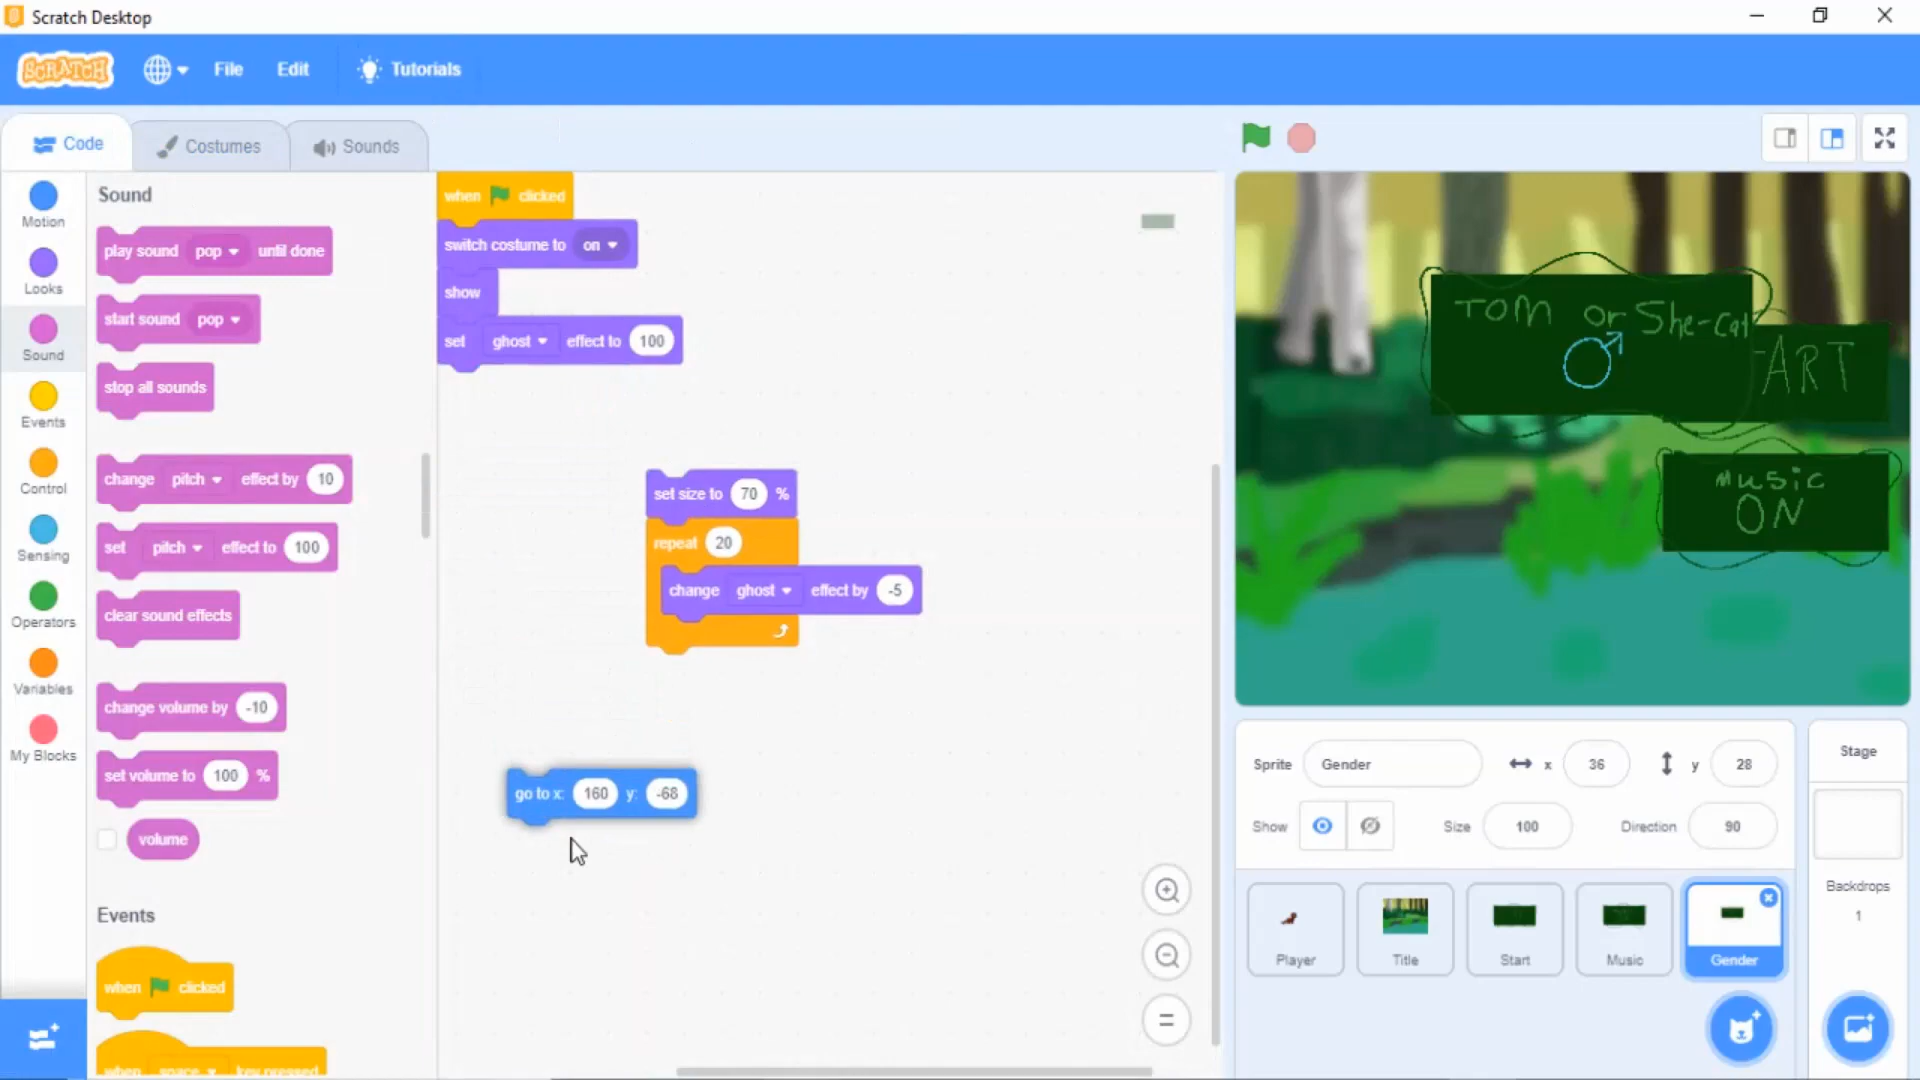 Scratch Desktop
SCRATCH
File
Edit
Tutorials
Code
Costumes
Sounds
Motion
Looks
Sound
Events
Control
Sensing
Operators
Variables
My Blocks
Sound
play sound pop until done
start sound pop
stop all sounds
change pitch effect by 10
set pitch effect to 100
clear sound effects
change volume by -10
set volume to 100 %
volume
Events
when clicked
when space key pressed
when clicked
switch costume to on
show
set ghost effect to 100
set size to 70 %
repeat 20
change ghost effect by -5
go to x: 160 y: -68
TOM or She-Cat
ART
Music
ON
Sprite Gender x 36 y 28
Show Size 100 Direction 90
Player
Title
Start
Music
Gender
Stage
Backdrops
1